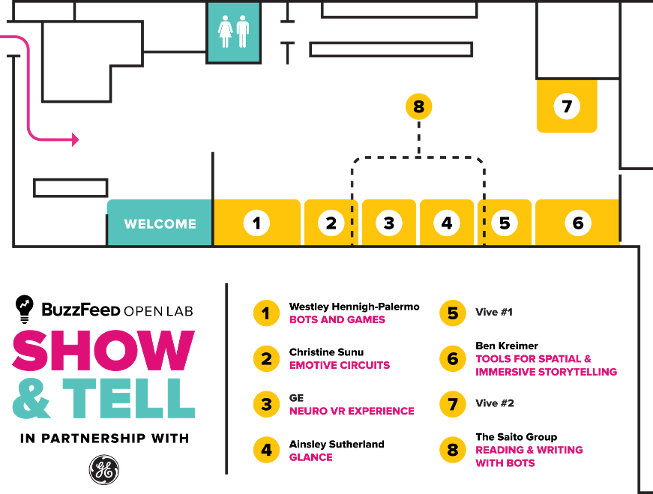 8
7
WELCOME
1
2
3
4
5
6
BuzzFeed OPEN LAB
SHOW
& TELL
IN PARTNERSHIP WITH
GE
1
Westley Hennigh-Palermo
BOTS AND GAMES
2
Christine Sunu
EMOTIVE CIRCUITS
3
GE
NEURO VR EXPERIENCE
4
Ainsley Sutherland
GLANCE
5
Vive #1
6
Ben Kreimer
TOOLS FOR SPATIAL &
IMMERSIVE STORYTELLING
7
Vive #2
8
The Saito Group
READING & WRITING
WITH BOTS